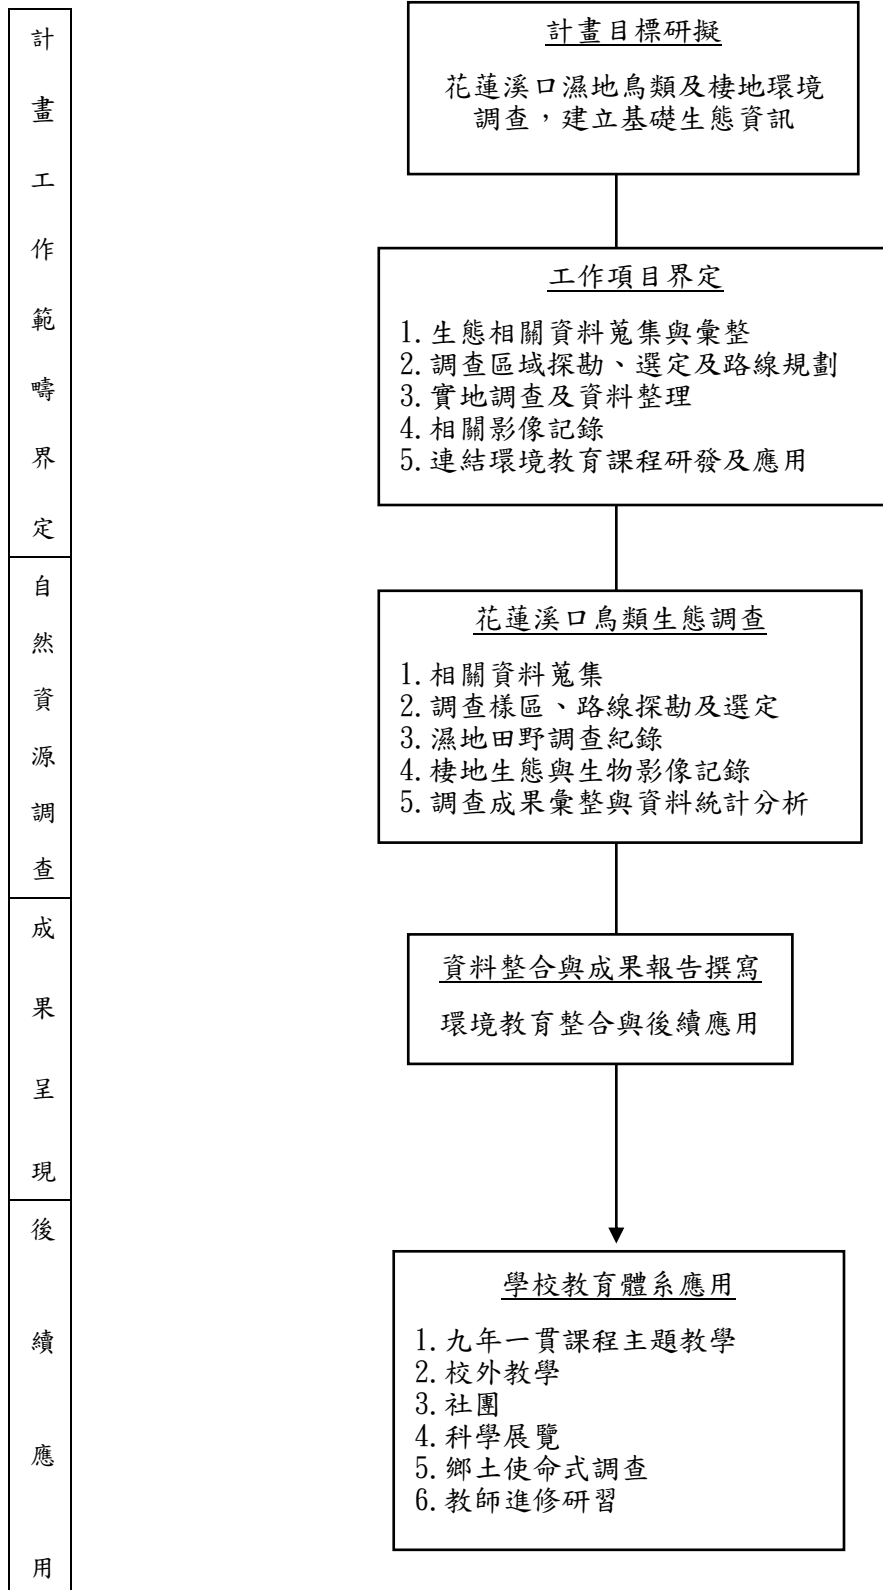 計畫工作範疇界定
計畫目標研擬
花蓮溪口濕地鳥類及棲地環境
調查，建立基礎生態資訊
工作項目界定
1.生態相關資料蒐集與彙整
2.調查區域探勘、選定及路線規劃
3.實地調查及資料整理
4.相關影像記錄
5.連結環境教育課程研發及應用
自然資源調查
花蓮溪口鳥類生態調查
1.相關資料蒐集
2.調查樣區、路線探勘及選定
3.濕地田野調查紀錄
4.棲地生態與生物影像記錄
5.調查成果彙整與資料統計分析
成果呈現
資料整合與成果報告撰寫
環境教育整合與後續應用
後續應用
學校教育體系應用
1.九年一貫課程主題教學
2.校外教學
3.社團
4.科學展覽
5.鄉土使命式調查
6.教師進修研習